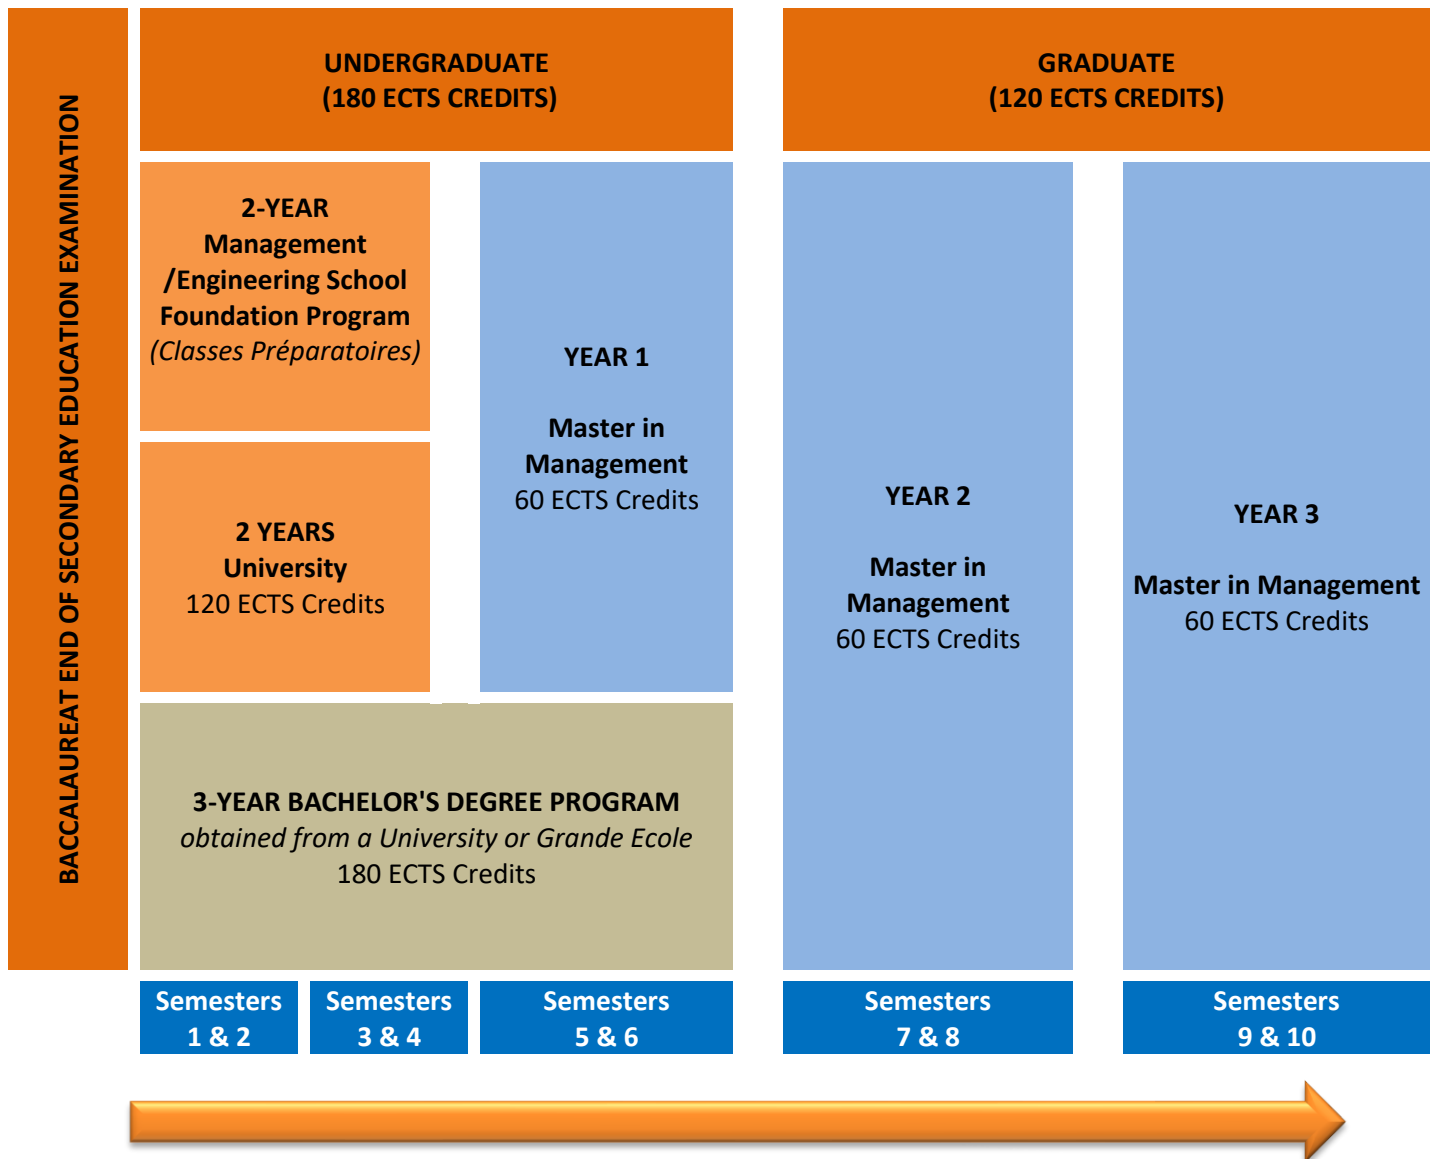 BACCALAUREAT END OF SECONDARY EDUCATION EXAMINATION
UNDERGRADUATE
(180 ECTS CREDITS)
GRADUATE
(120 ECTS CREDITS)
2-YEAR
Management
/Engineering School
Foundation Program
(Classes Préparatoires)
2 YEARS
University
120 ECTS Credits
YEAR 1
Master in
Management
60 ECTS Credits
3-YEAR BACHELOR'S DEGREE PROGRAM
obtained from a University or Grande Ecole
180 ECTS Credits
YEAR 2
Master in
Management
60 ECTS Credits
YEAR 3
Master in Management
60 ECTS Credits
Semesters
1 & 2
Semesters
3 & 4
Semesters
5 & 6
Semesters
7 & 8
Semesters
9 & 10